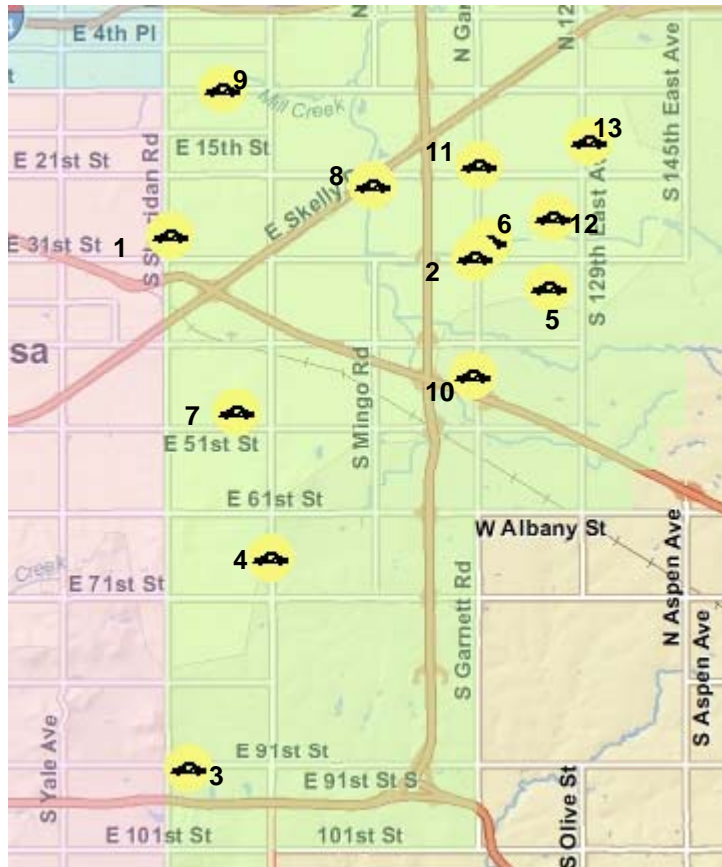 E 4th Pl
N Gar
N 12
S 145th East Ave
9
Mill Creek
13
E 15th St
11
E 21st St
8
S Sheridan Rd
E Skelly
6
12
1
E 31st St
2
S 129th East Av
5
sa
10
7
S Mingo Rd
E 51st St
E 61st St
W Albany St
4
Creek
E 71st St
N Aspen Ave
S Garnett Rd
S Aspen Ave
E 91st St
3
E 91st St S
S Yale Ave
S Olive St
E 101st St
101st St